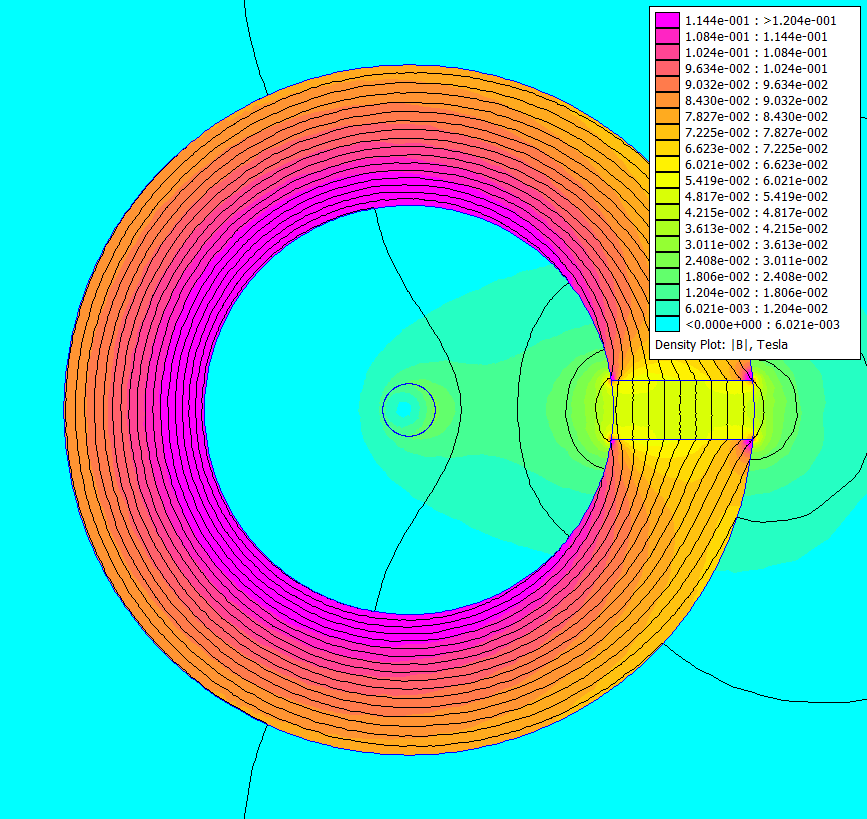 1.144e-001 : >1.204e-001
1.084e-001 : 1.144e-001
1.024e-001 : 1.084e-001
9.634e-002 : 1.024e-001
9.032e-002 : 9.634e-002
8.430e-002 : 9.032e-002
7.827e-002 : 8.430e-002
7.225e-002 : 7.827e-002
6.623e-002 : 7.225e-002
6.021e-002 : 6.623e-002
5.419e-002 : 6.021e-002
4.817e-002 : 5.419e-002
4.215e-002 : 4.817e-002
3.613e-002 : 4.215e-002
3.011e-002 : 3.613e-002
2.408e-002 : 3.011e-002
1.806e-002 : 2.408e-002
1.204e-002 : 1.806e-002
6.021e-003 : 1.204e-002
<0.000e+000 : 6.021e-003
Density Plot: |B|, Tesla